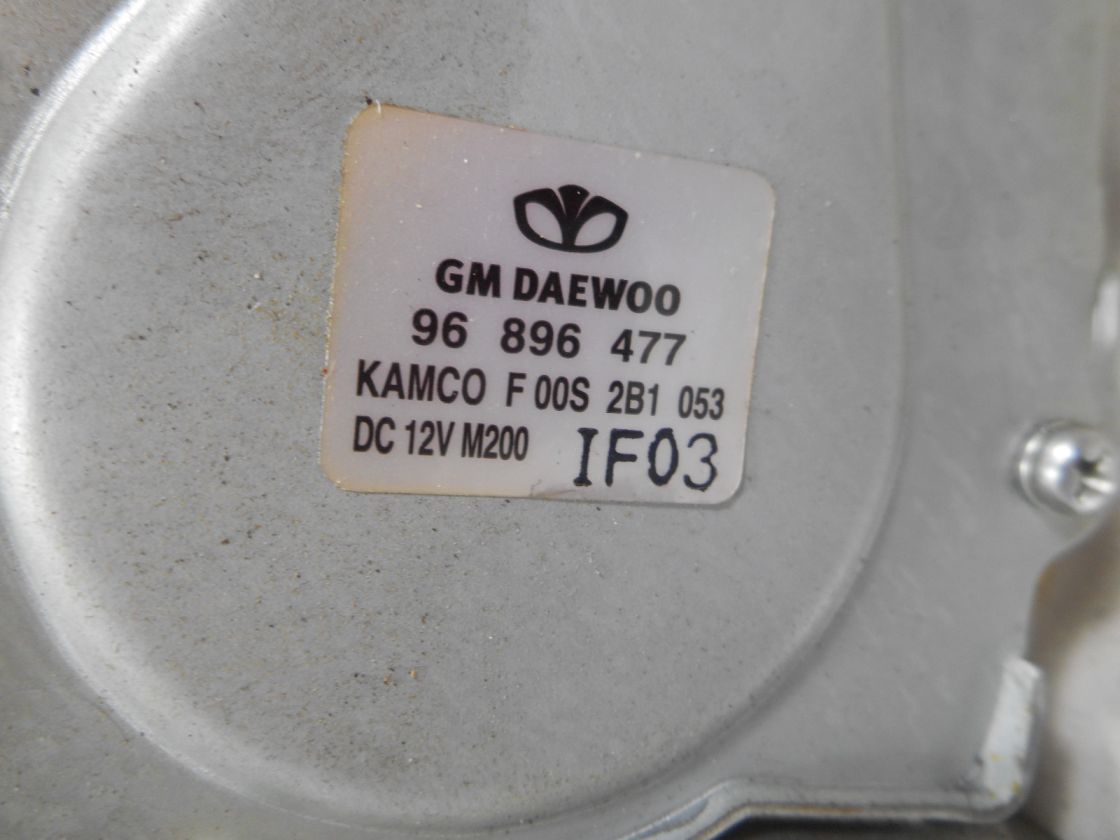 GM DAEWOO
96 896 477
KAMCO F 00S 2B1 053
DC 12V M200 IF03